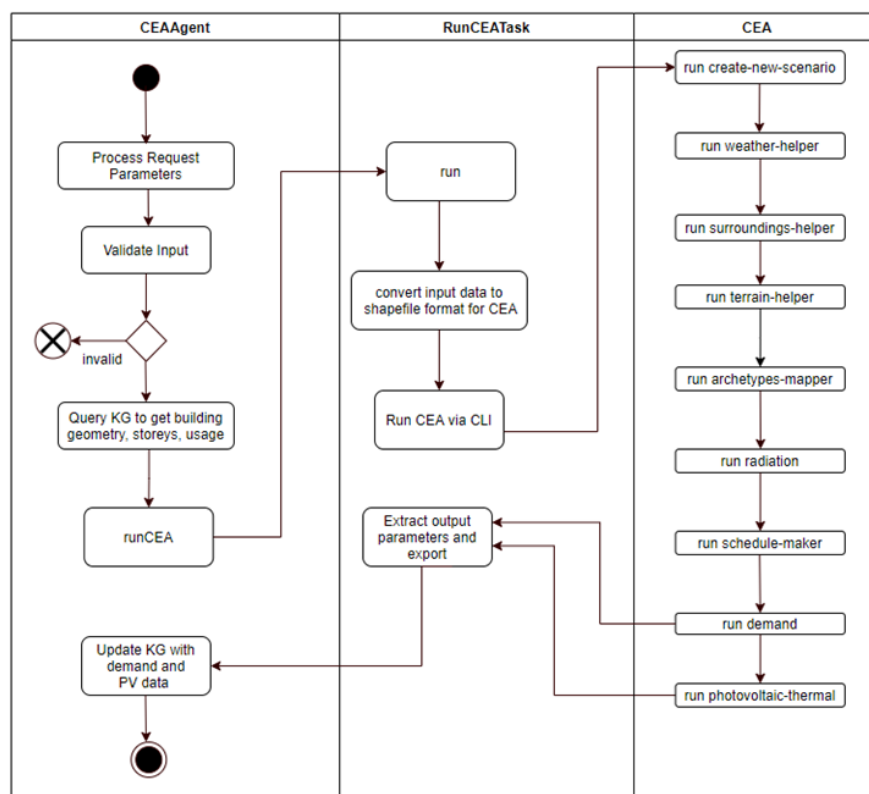 CEAAgent
RunCEATask
CEA
Process Request
Parameters
Validate Input
invalid
Query KG to get building
geometry, storeys, usage
runCEA
Update KG with
demand and
PV data
run
convert input data to
shapefile format for CEA
Run CEA via CLI
Extract output
parameters and
export
run create-new-scenario
run weather-helper
run surroundings-helper
run terrain-helper
run archetypes-mapper
run radiation
run schedule-maker
run demand
run photovoltaic-thermal